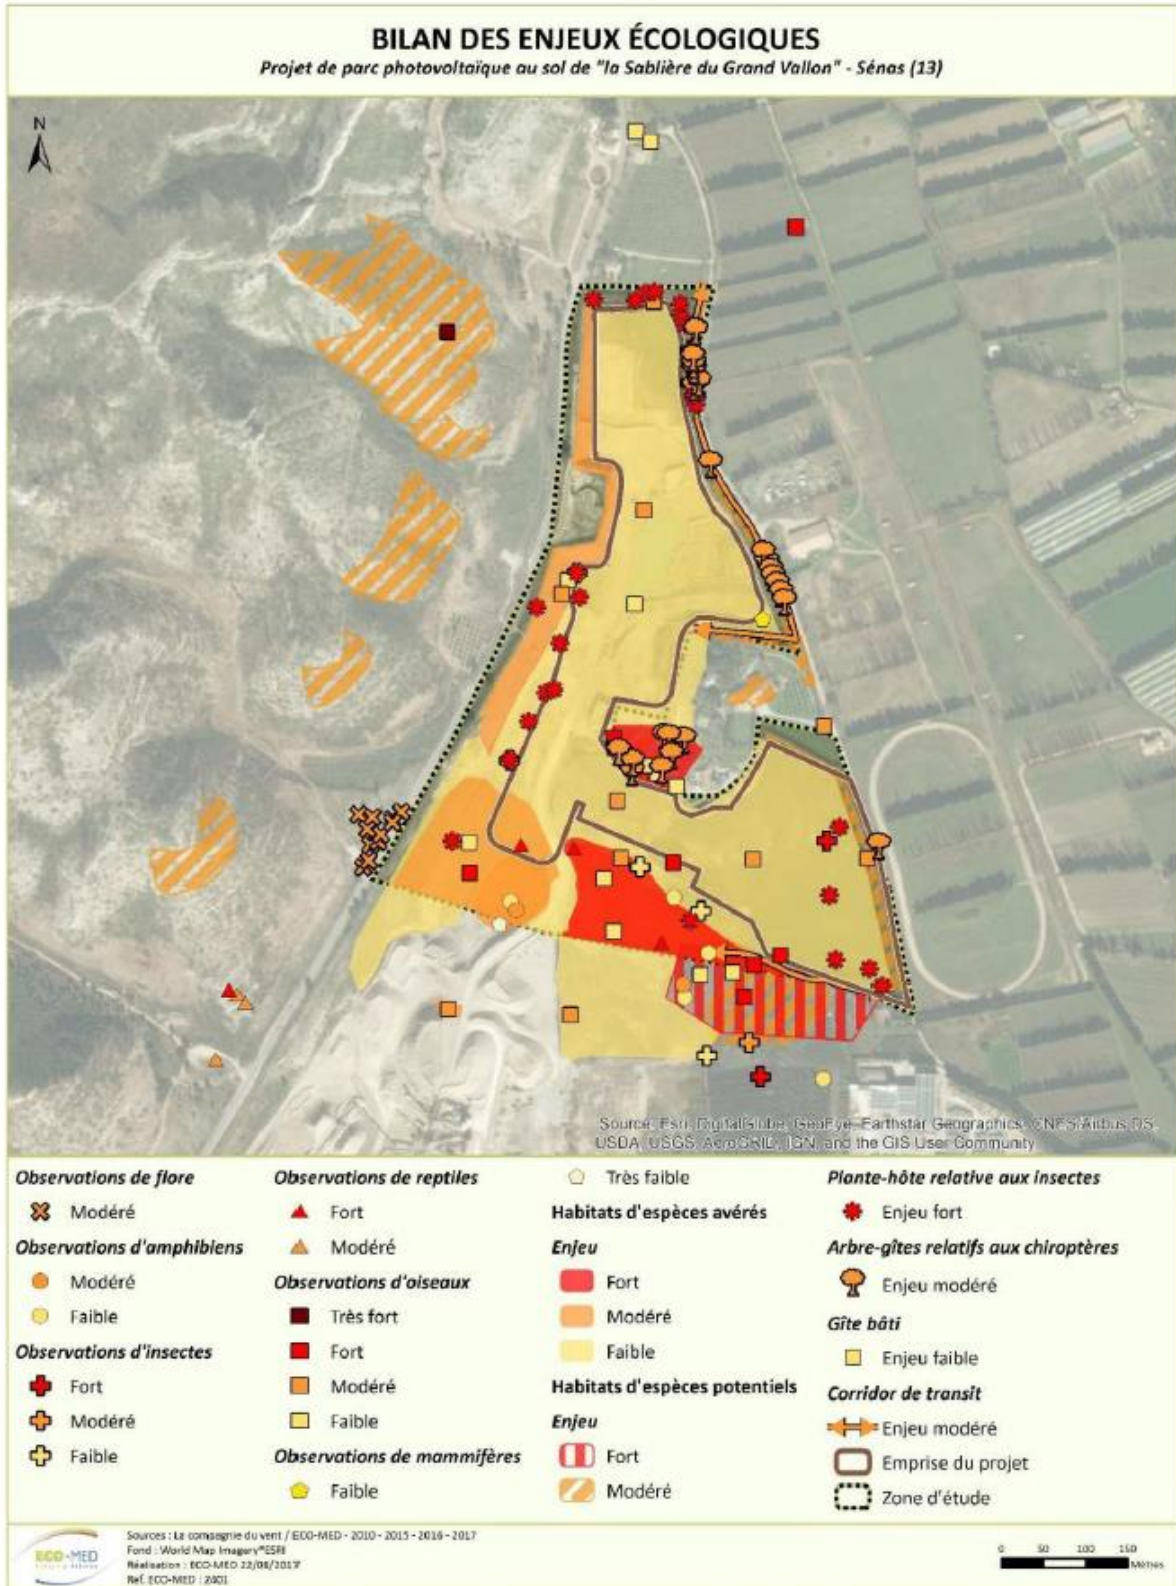 BILAN DES ENJEUX ÉCOLOGIQUES
Projet de parc photovoltaïque au sol de "la Sablière du Grand Vallon" - Sénas (13)
N
Source: Esri, DigitalGlobe, GeoEye, Earthstar Geographics, CNES/Airbus DS,
USDA, USGS, AeroGRID, IGN, and the GIS User Community
Observations de flore
Modéré
Observations d'amphibiens
Modéré
Faible
Observations d'insectes
Fort
Modéré
Faible
Observations de reptiles
Fort
Modéré
Observations d'oiseaux
Très fort
Fort
Modéré
Faible
Observations de mammifères
Faible
Très faible
Habitats d'espèces avérés
Enjeu
Fort
Modéré
Faible
Habitats d'espèces potentiels
Enjeu
Fort
Modéré
Plante-hôte relative aux insectes
Enjeu fort
Arbre-gîtes relatifs aux chiroptères
Enjeu modéré
Gîte bâti
Enjeu faible
Corridor de transit
Enjeu modéré
Emprise du projet
Zone d'étude
ECO-MED
Sources : La compagnie du vent / ECO-MED - 2010 - 2015 - 2016 - 2017
Fond : World Map Imagery®ESRI
Réalisation : ECO-MED 22/08/2017
Ref. ECO-MED : 2401
0 50 100 150
Mètres